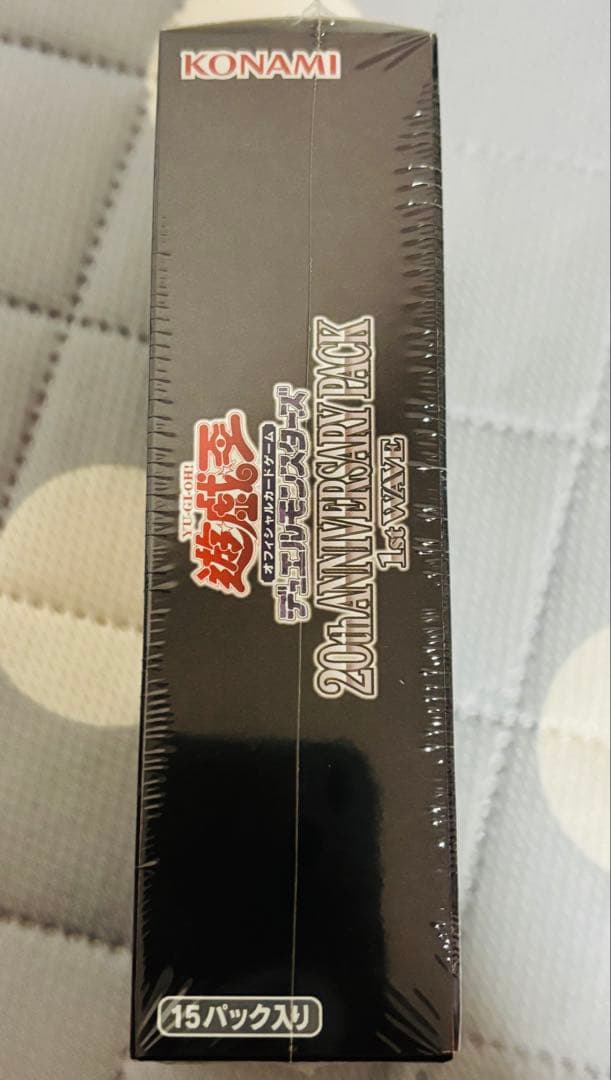 KONAMI
YU-GI-OH!
遊戯王
オフィシャルカードゲーム
デュエルモンスターズ
20th ANNIVERSARY PACK
1st WAVE
15パック入り